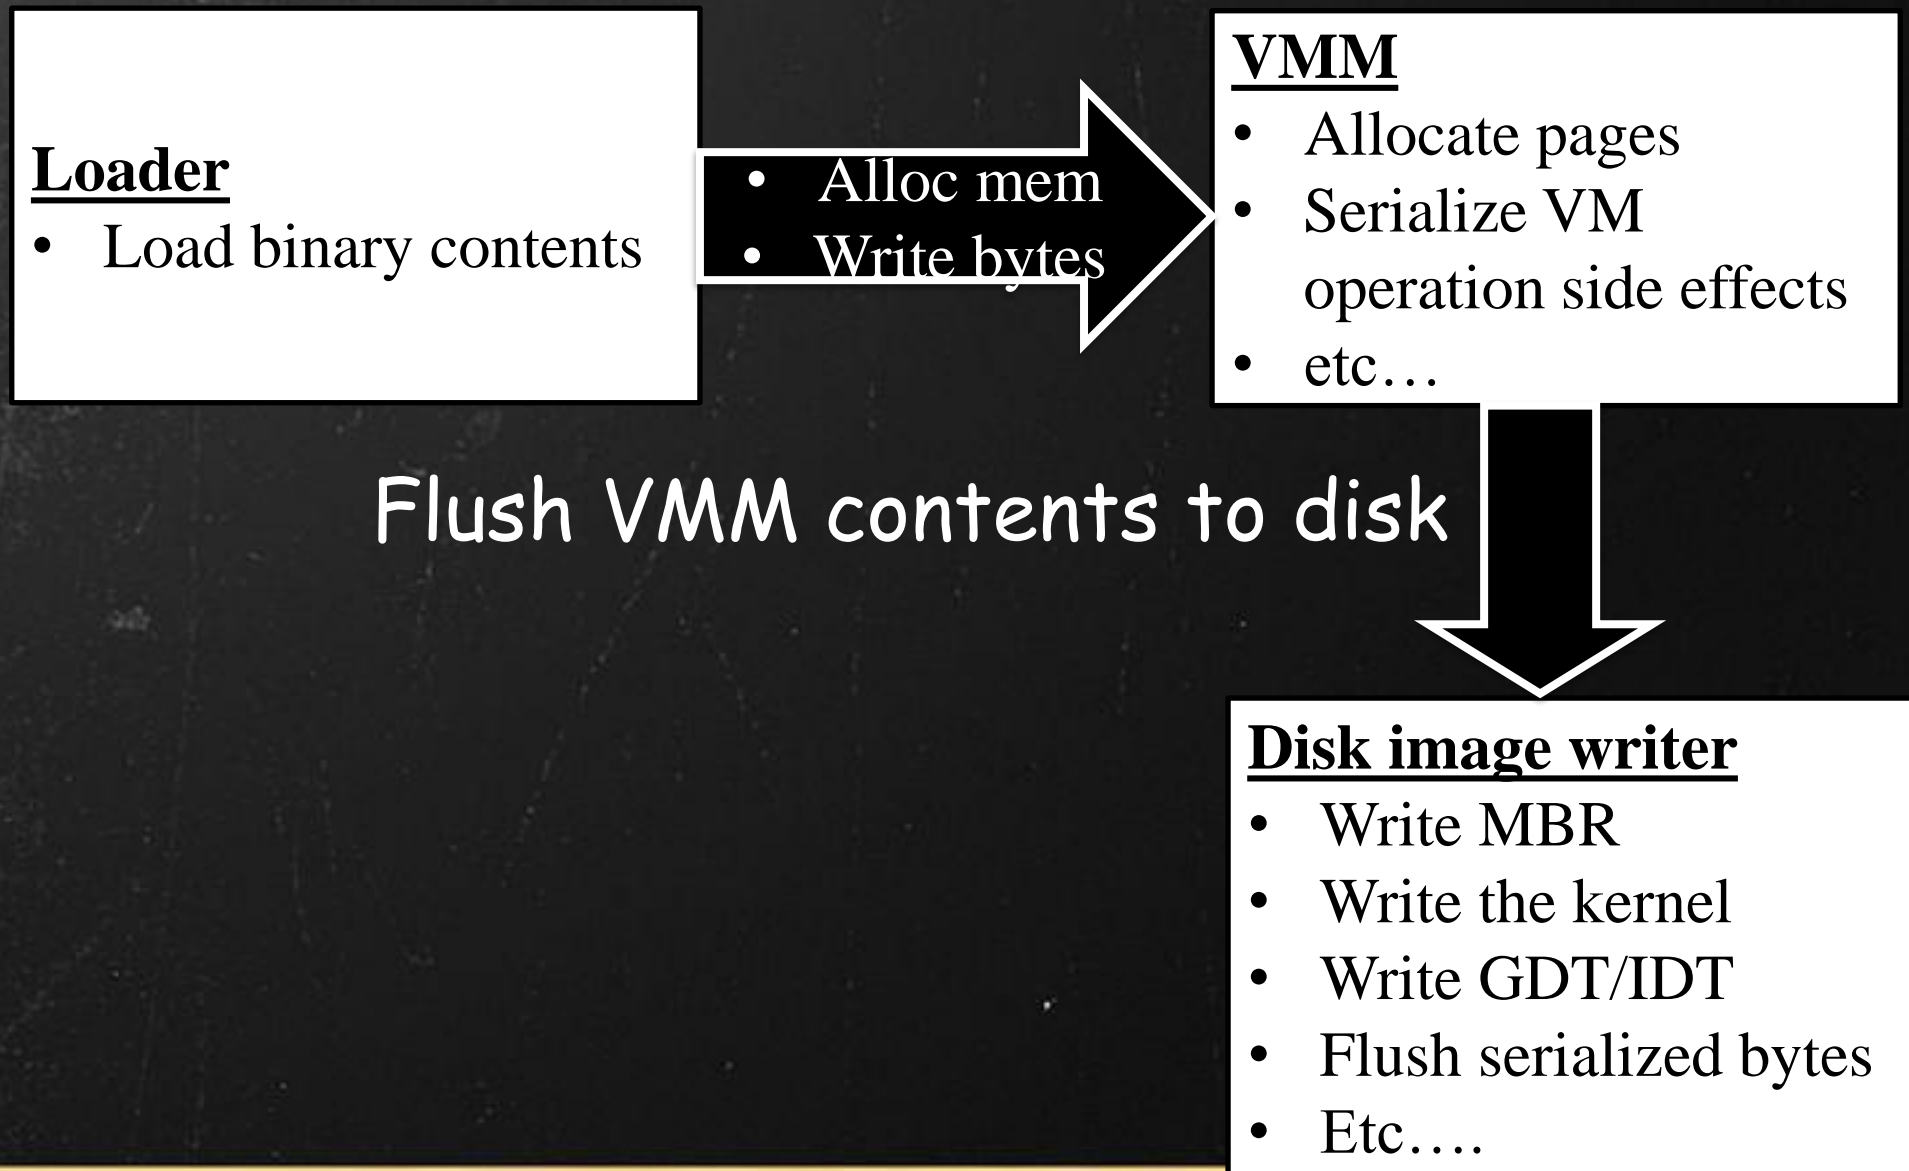 Loader
• Load binary contents
• Alloc mem
• Write bytes
VMM
• Allocate pages
• Serialize VM
operation side effects
• etc…
Flush VMM contents to disk
Disk image writer
• Write MBR
• Write the kernel
• Write GDT/IDT
• Flush serialized bytes
• Etc….